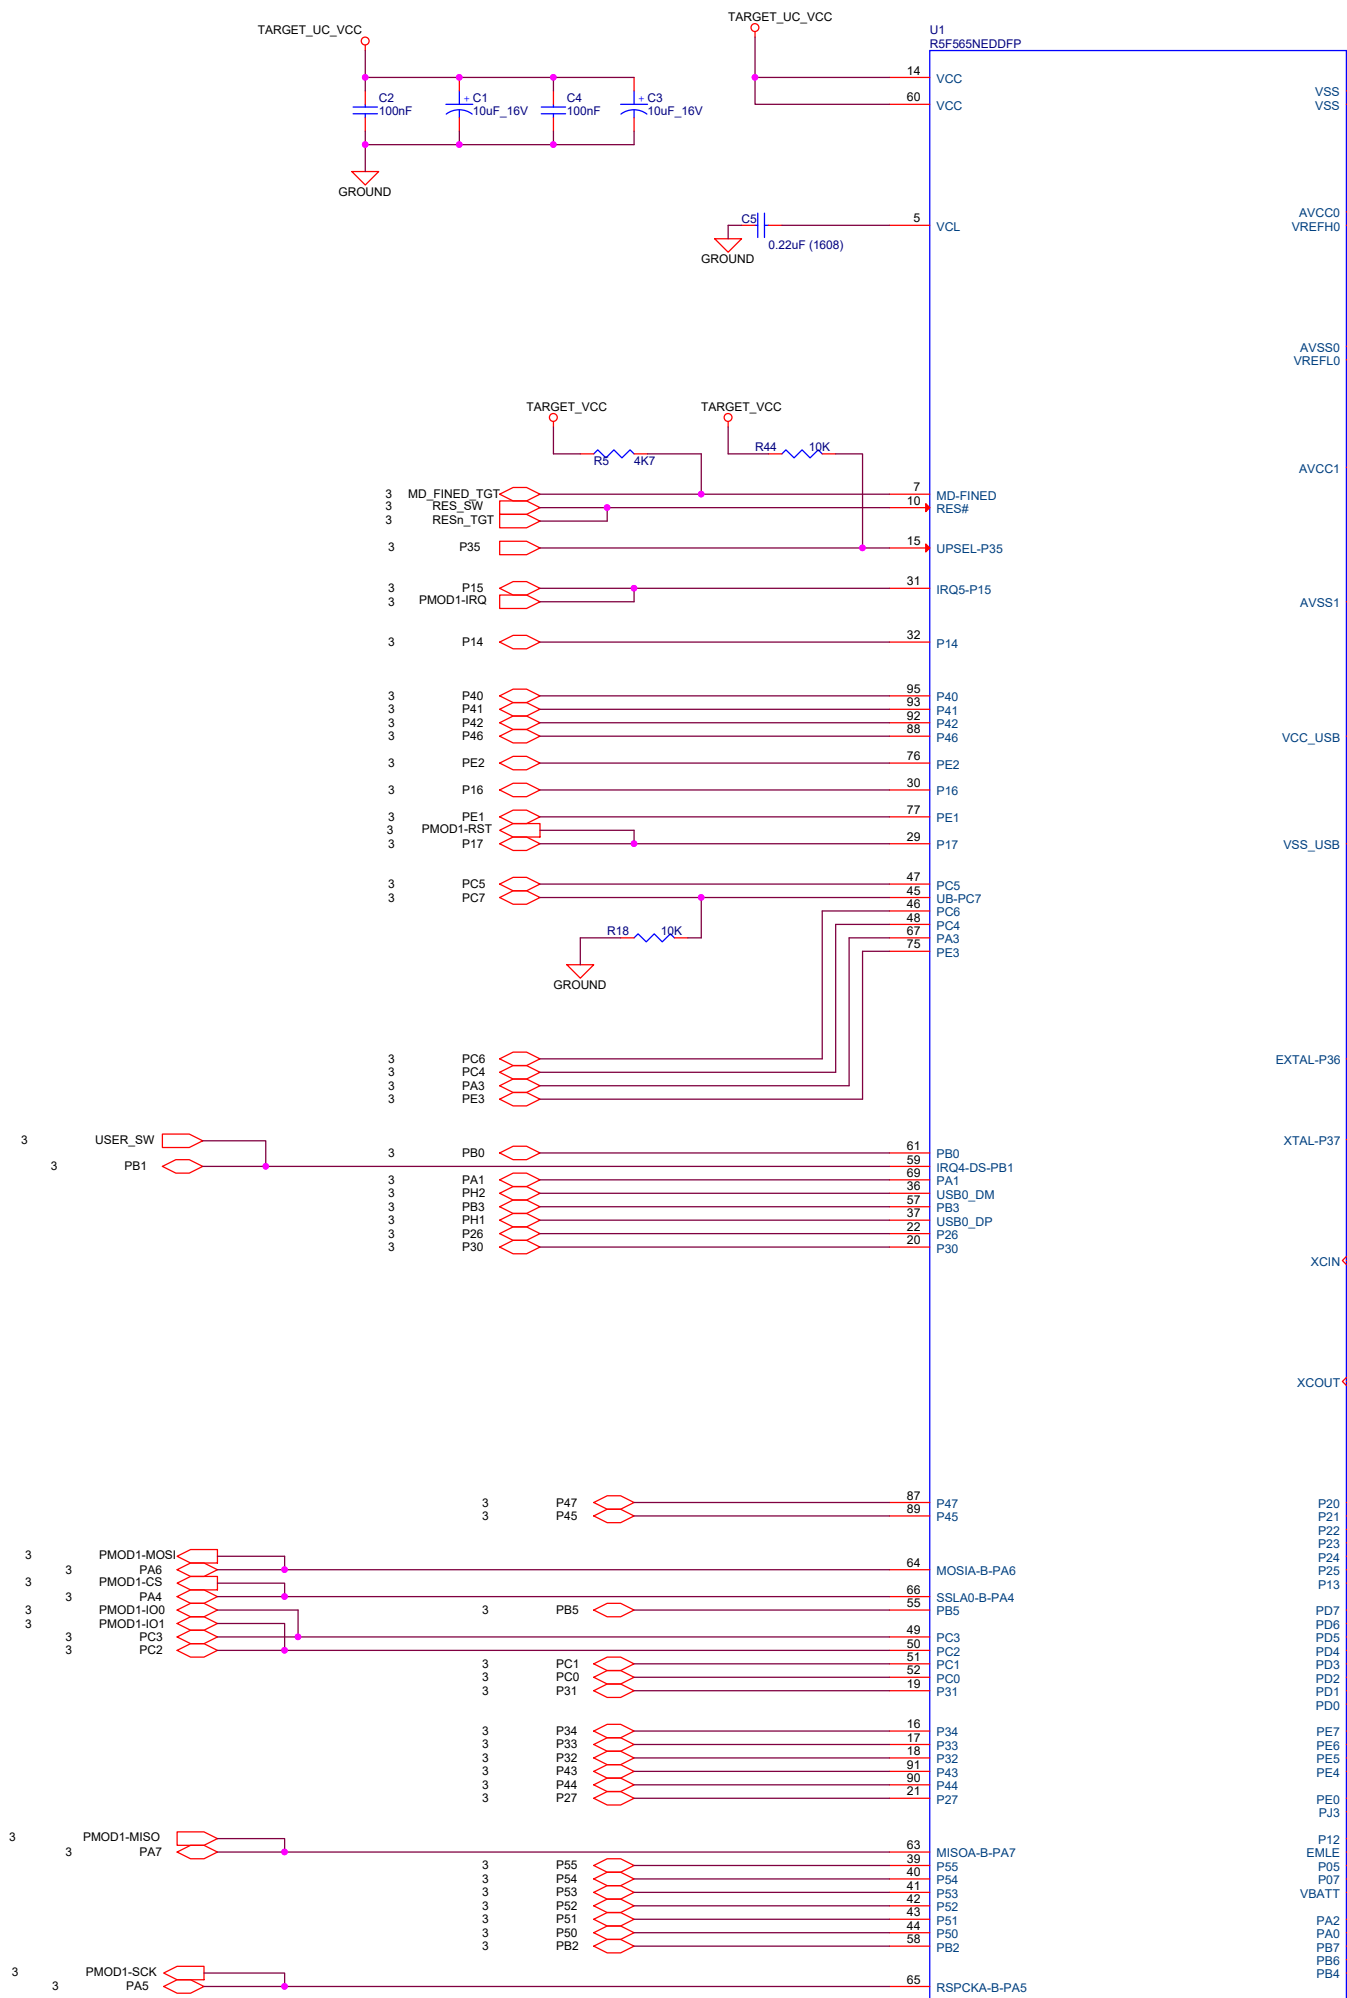 TARGET_UC_VCC
TARGET_UC_VCC
U1
R5F565NEDDFP
C2
100nF
+ C1
10uF_16V
C4
100nF
+ C3
10uF_16V
GROUND
14 VCC
60 VCC
VSS
VSS
C5
0.22uF (1608)
GROUND
5 VCL
AVCC0
VREFH0
AVSS0
VREFL0
TARGET_VCC
TARGET_VCC
R5 4K7
R44 10K
AVCC1
3 MD_FINED_TGT 7 MD-FINED
3 RES_SW 10 RES#
3 RESn_TGT
3 P35 15 UPSEL-P35
3 P15 31 IRQ5-P15
3 PMOD1-IRQ
AVSS1
3 P14 32 P14
3 P40 95 P40
3 P41 93 P41
3 P42 92 P42
3 P46 88 P46
VCC_USB
3 PE2 76 PE2
3 P16 30 P16
3 PE1 77 PE1
3 PMOD1-RST
3 P17 29 P17
VSS_USB
3 PC5 47 PC5
3 PC7 45 UB-PC7
46 PC6
48 PC4
67 PA3
75 PE3
R18 10K
GROUND
3 PC6
3 PC4
3 PA3
3 PE3
EXTAL-P36
3 USER_SW
XTAL-P37
3 PB0 61 PB0
3 PB1 59 IRQ4-DS-PB1
3 PA1 69 PA1
3 PH2 36 USB0_DM
3 PB3 57 PB3
3 PH1 37 USB0_DP
3 P26 22 P26
3 P30 20 P30
XCIN
XCOUT
3 P47 87 P47
3 P45 89 P45
P20
P21
P22
P23
P24
P25
P13
3 PMOD1-MOSI
3 PA6 64 MOSIA-B-PA6
3 PMOD1-CS
3 PA4 66 SSLA0-B-PA4
3 PMOD1-IO0
3 PB5 55 PB5
3 PMOD1-IO1
3 PC3 49 PC3
3 PC2 50 PC2
3 PC1 51 PC1
3 PC0 52 PC0
3 P31 19 P31
PD7
PD6
PD5
PD4
PD3
PD2
PD1
PD0
3 P34 16 P34
3 P33 17 P33
3 P32 18 P32
3 P43 91 P43
3 P44 90 P44
3 P27 21 P27
PE7
PE6
PE5
PE4
PE0
PJ3
3 PMOD1-MISO
3 PA7 63 MISOA-B-PA7
3 P55 39 P55
3 P54 40 P54
3 P53 41 P53
3 P52 42 P52
3 P51 43 P51
3 P50 44 P50
3 PB2 58 PB2
P12
EMLE
P05
P07
VBATT
PA2
PA0
PB7
PB6
PB4
3 PMOD1-SCK
3 PA5 65 RSPCKA-B-PA5